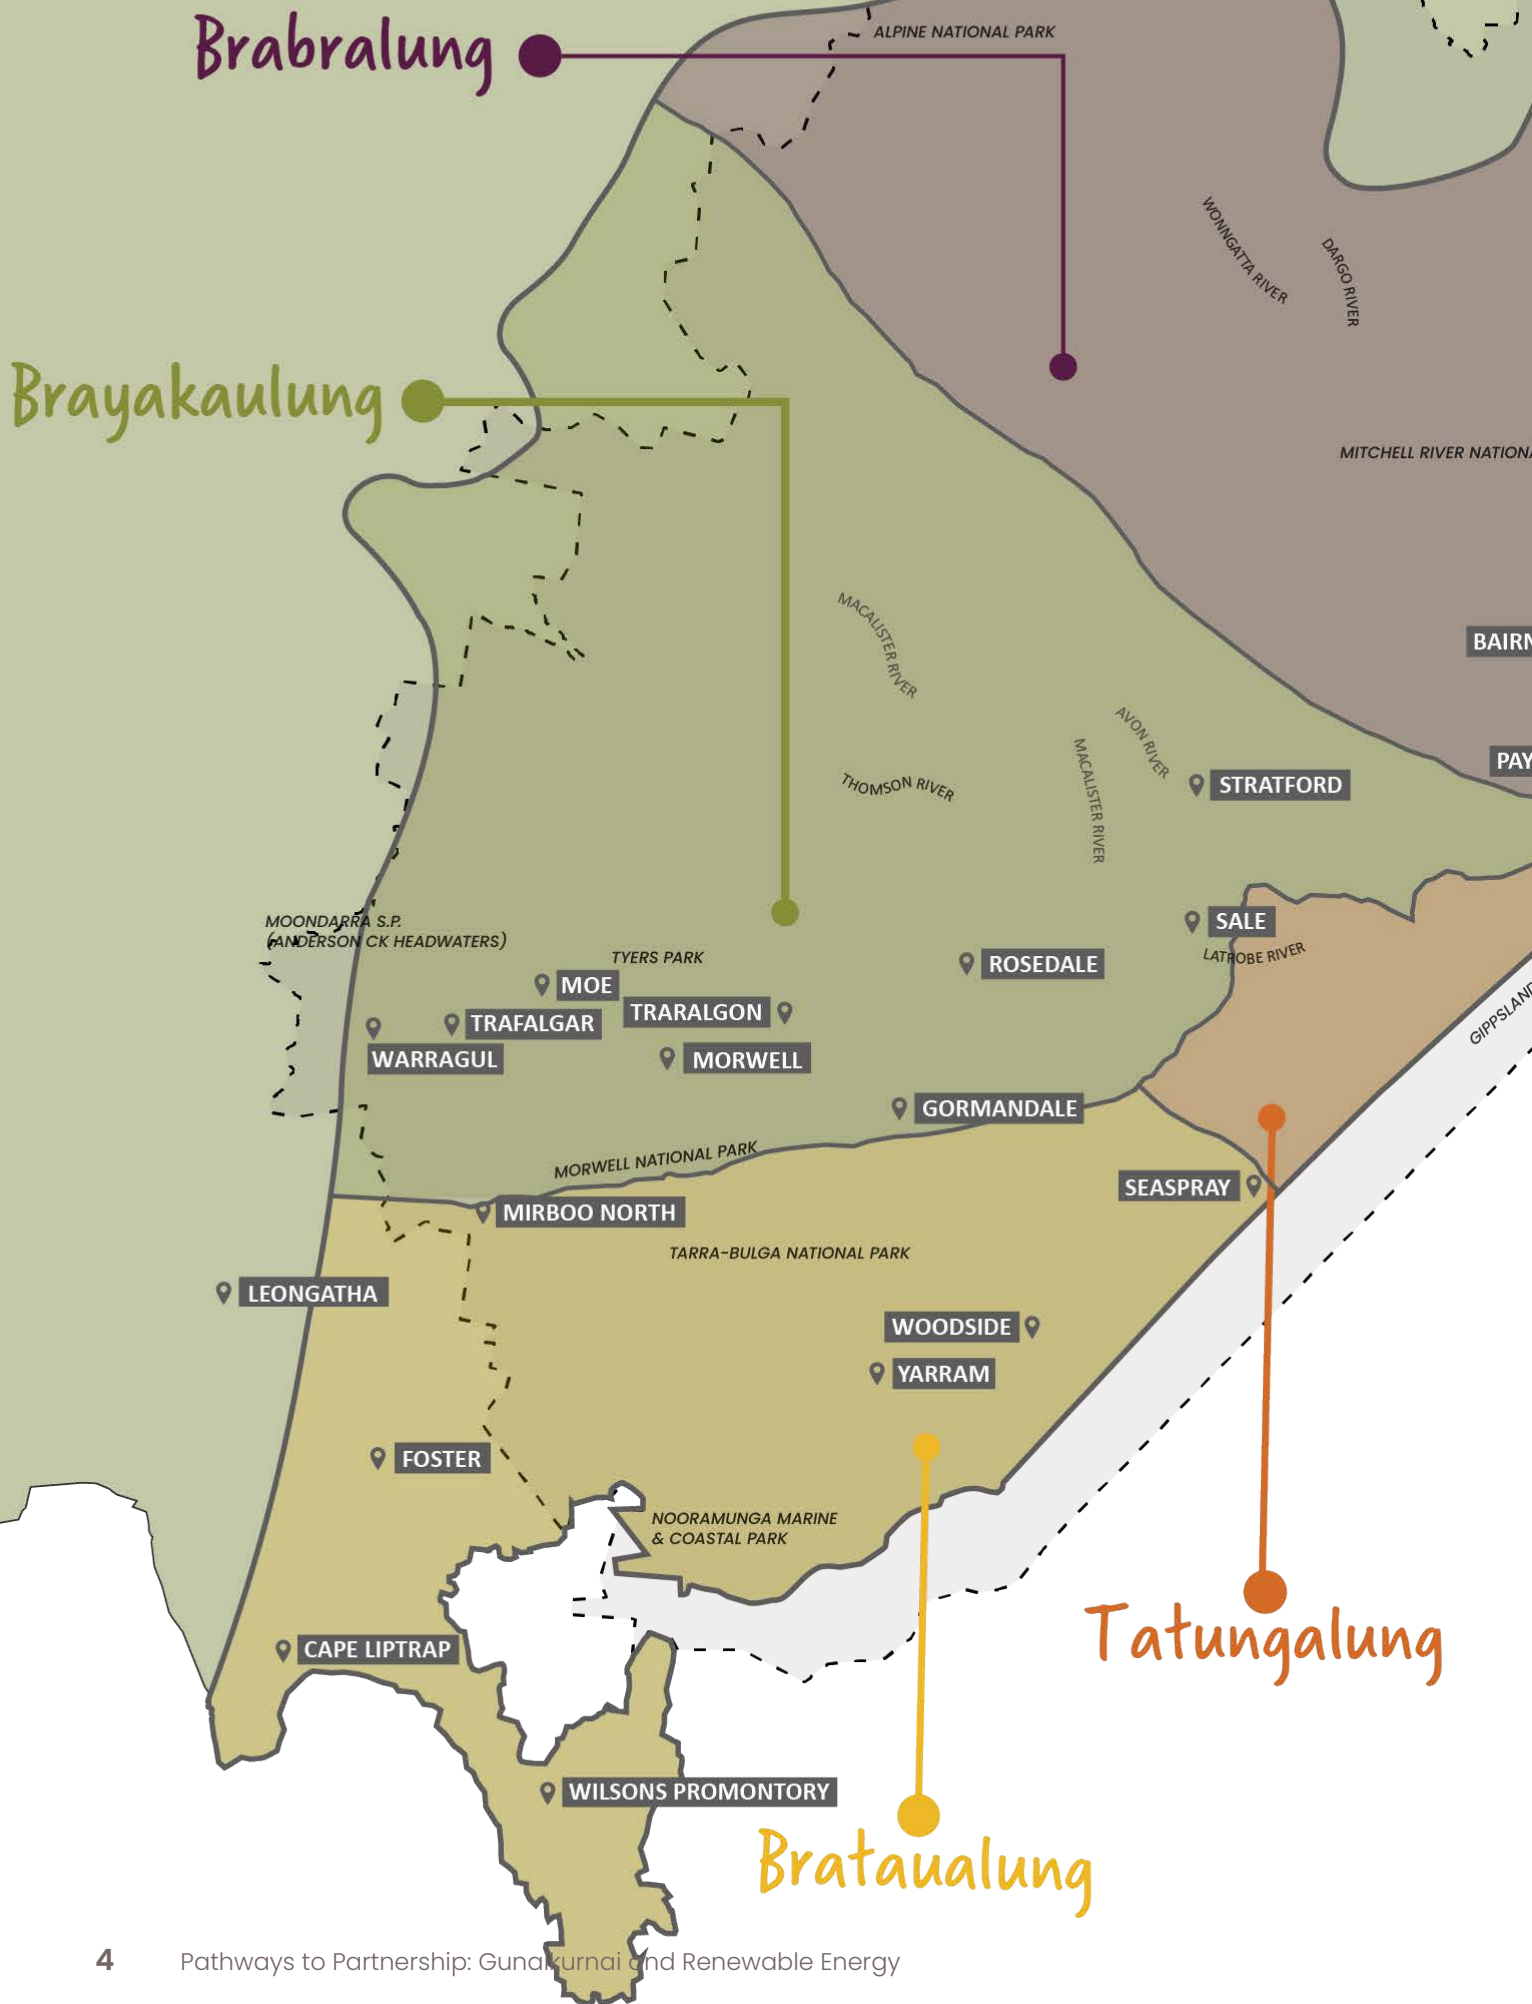 Brabralung
ALPINE NATIONAL PARK
WONNGATTA RIVER
DARGO RIVER
Brayakaulung
MITCHELL RIVER NATIONA
MACALISTER RIVER
BAIRN
AVON RIVER
MACALISTER RIVER
PAY
THOMSON RIVER
STRATFORD
MOONDARRA S.P.
(ANDERSON CK HEADWATERS)
SALE
LATROBE RIVER
TYERS PARK
ROSEDALE
MOE
TRARALGON
TRAFALGAR
GIPPSLAND
WARRAGUL
MORWELL
GORMANDALE
MORWELL NATIONAL PARK
SEASPRAY
MIRBOO NORTH
TARRA-BULGA NATIONAL PARK
LEONGATHA
WOODSIDE
YARRAM
FOSTER
NOORAMUNGA MARINE
& COASTAL PARK
Tatungalung
CAPE LIPTRAP
WILSONS PROMONTORY
Brataualung
4 Pathways to Partnership: Gunaikurnai and Renewable Energy